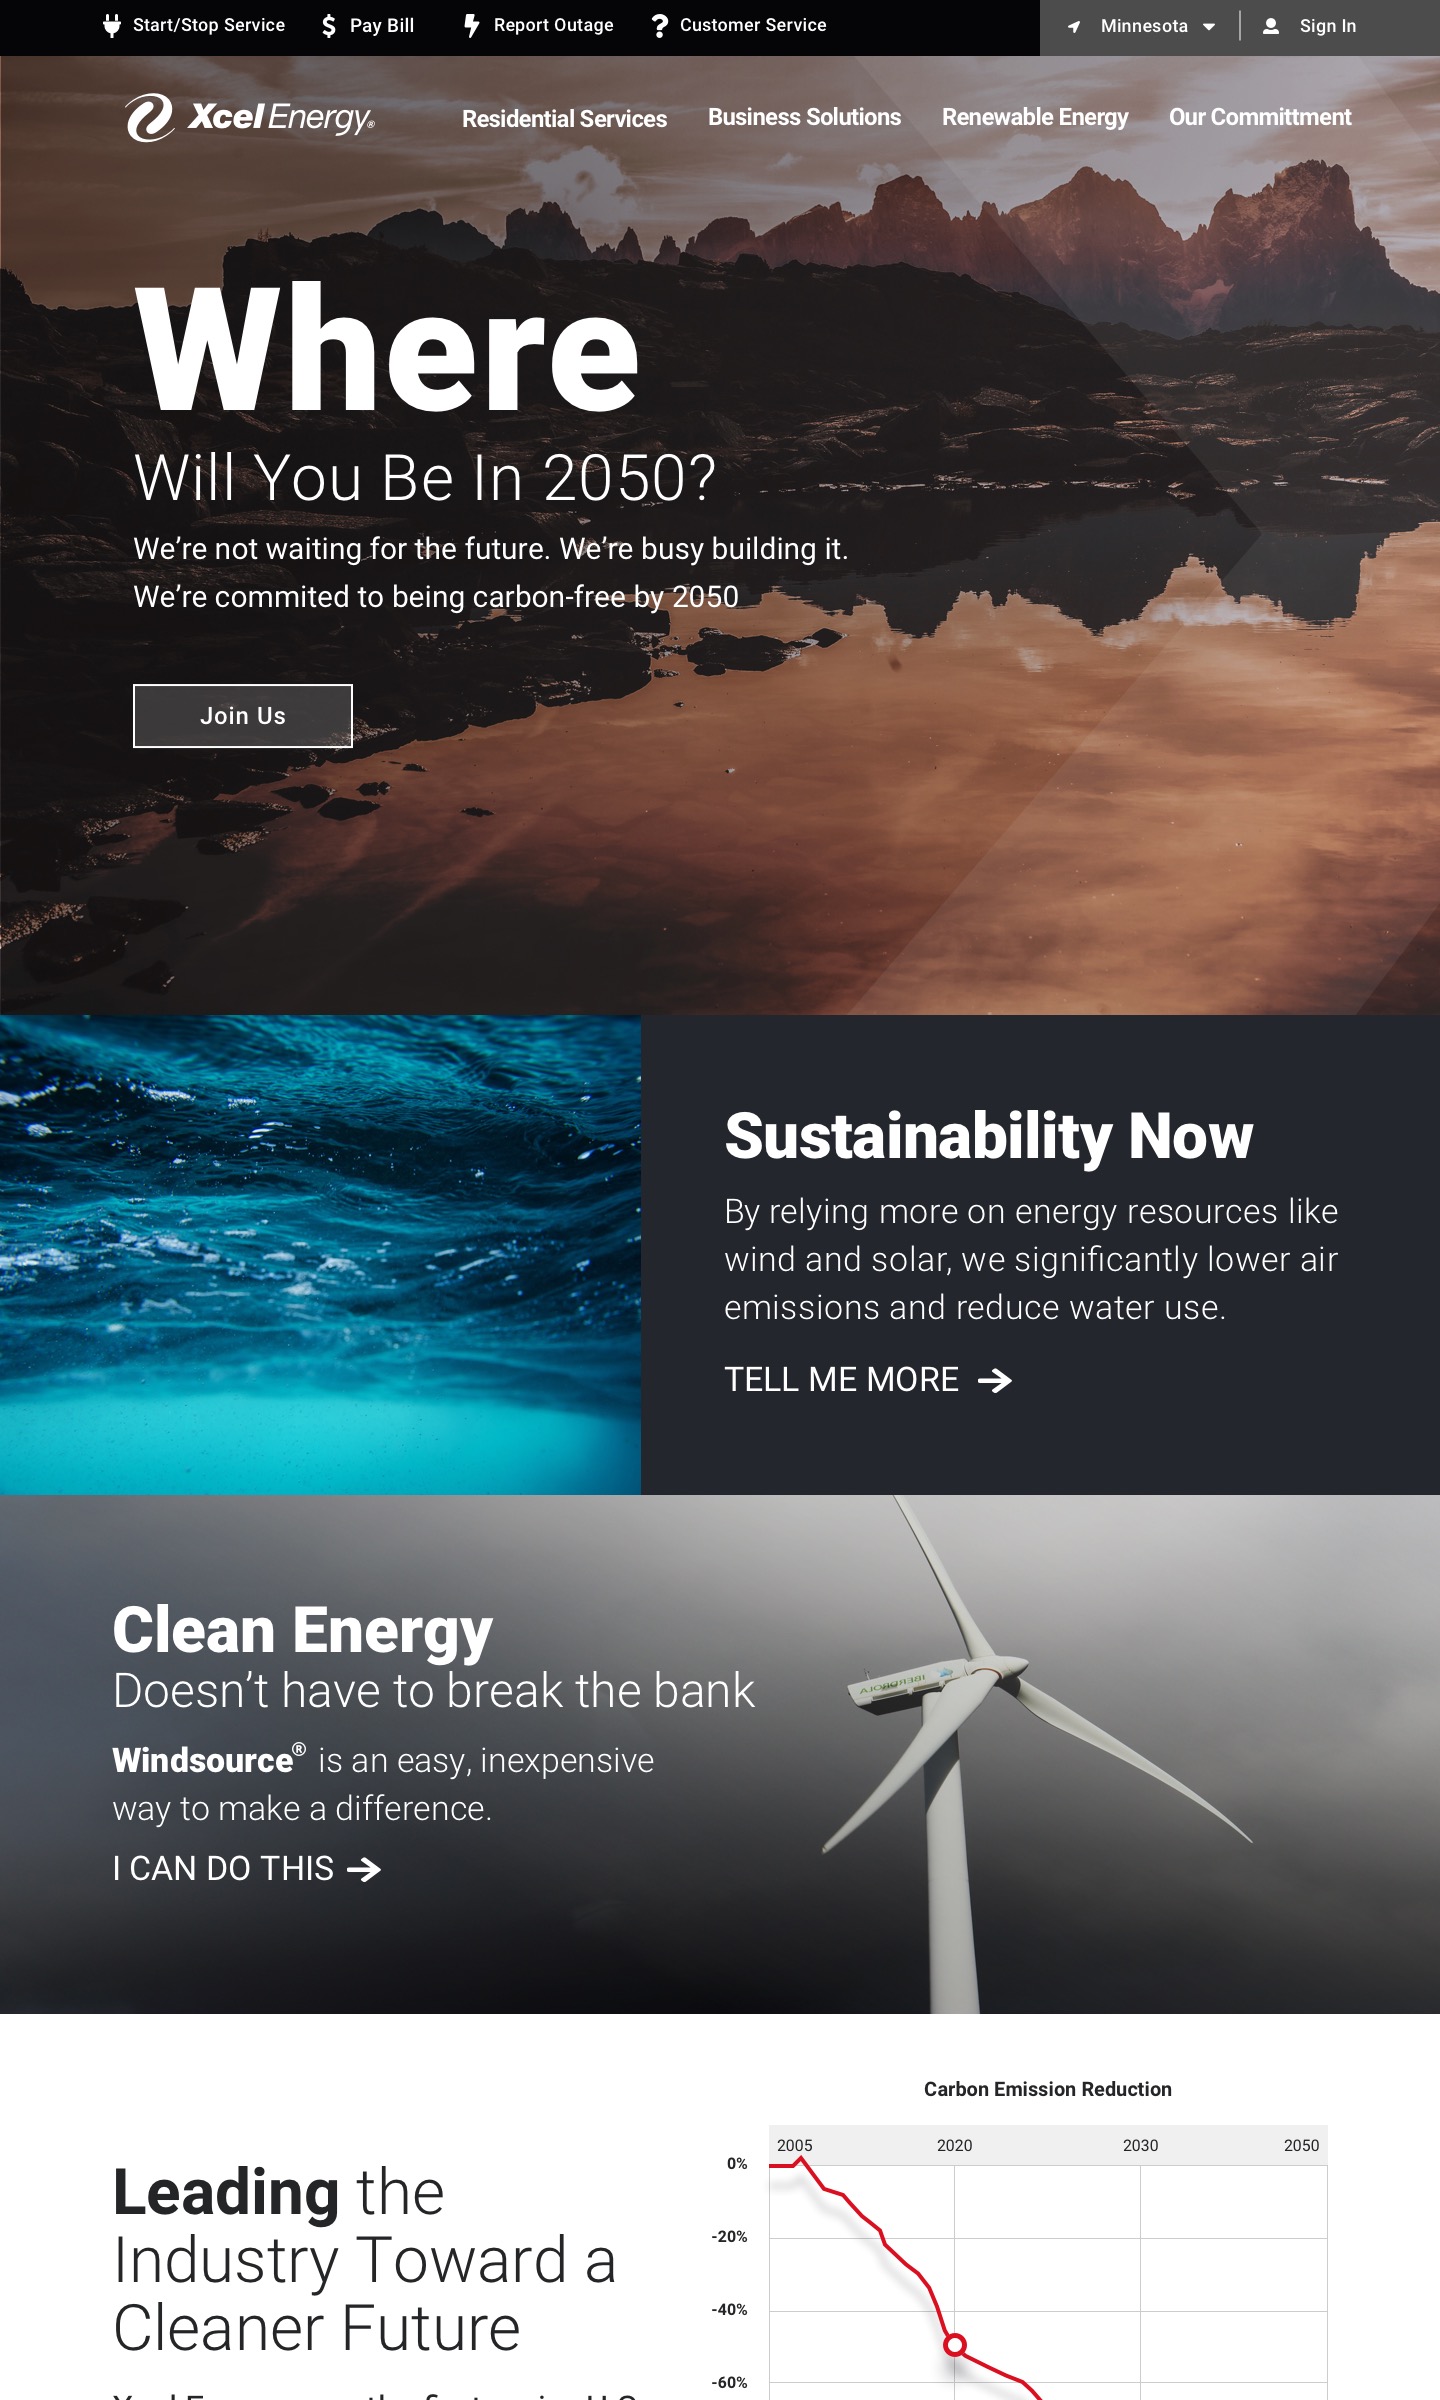 Start/Stop Service
Pay Bill
Report Outage
Customer Service
Minnesota
Sign In
Xcel Energy®
Residential Services
Business Solutions
Renewable Energy
Our Committment
Where
Will You Be In 2050?
We’re not waiting for the future. We’re busy building it.
We’re commited to being carbon-free by 2050
Join Us
Sustainability Now
By relying more on energy resources like
wind and solar, we significantly lower air
emissions and reduce water use.
TELL ME MORE
Clean Energy
Doesn’t have to break the bank
Windsource® is an easy, inexpensive
way to make a difference.
I CAN DO THIS
IBERDROLA
Leading the
Industry Toward a
Cleaner Future
Carbon Emission Reduction
2005
2020
2030
2050
0%
-20%
-40%
-60%